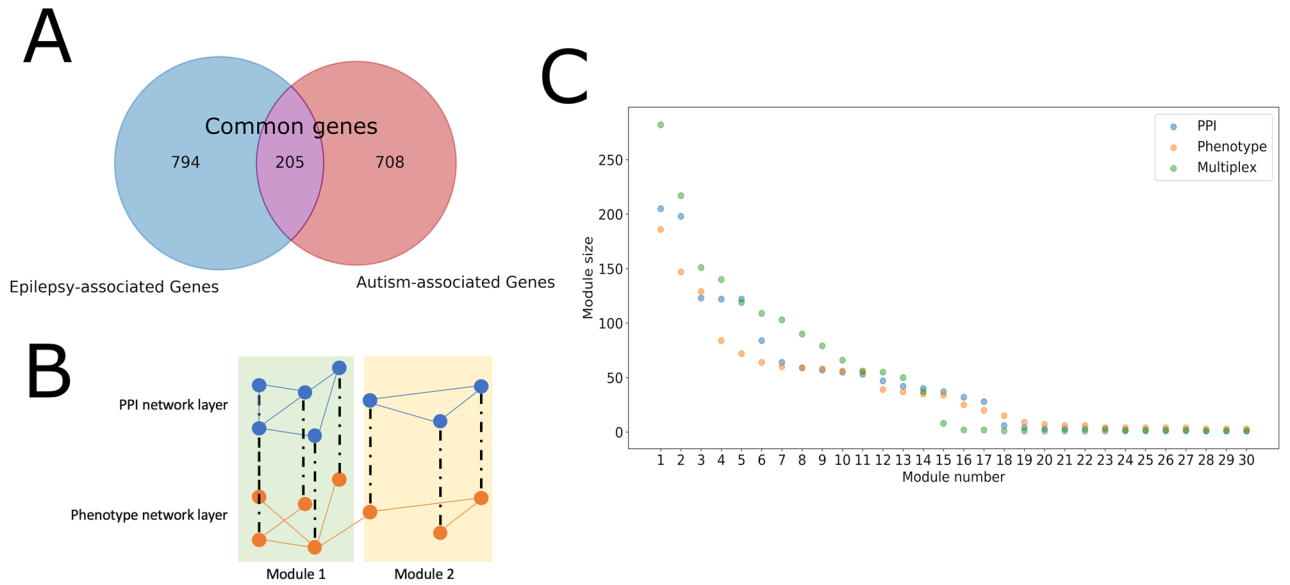 A
Common genes
794
205
708
Epilepsy-associated Genes
Autism-associated Genes
B
PPI network layer
Phenotype network layer
Module 1
Module 2
C
PPI
Phenotype
Multiplex
Module size
250
200
150
100
50
0
1 2 3 4 5 6 7 8 9 10 11 12 13 14 15 16 17 18 19 20 21 22 23 24 25 26 27 28 29 30
Module number